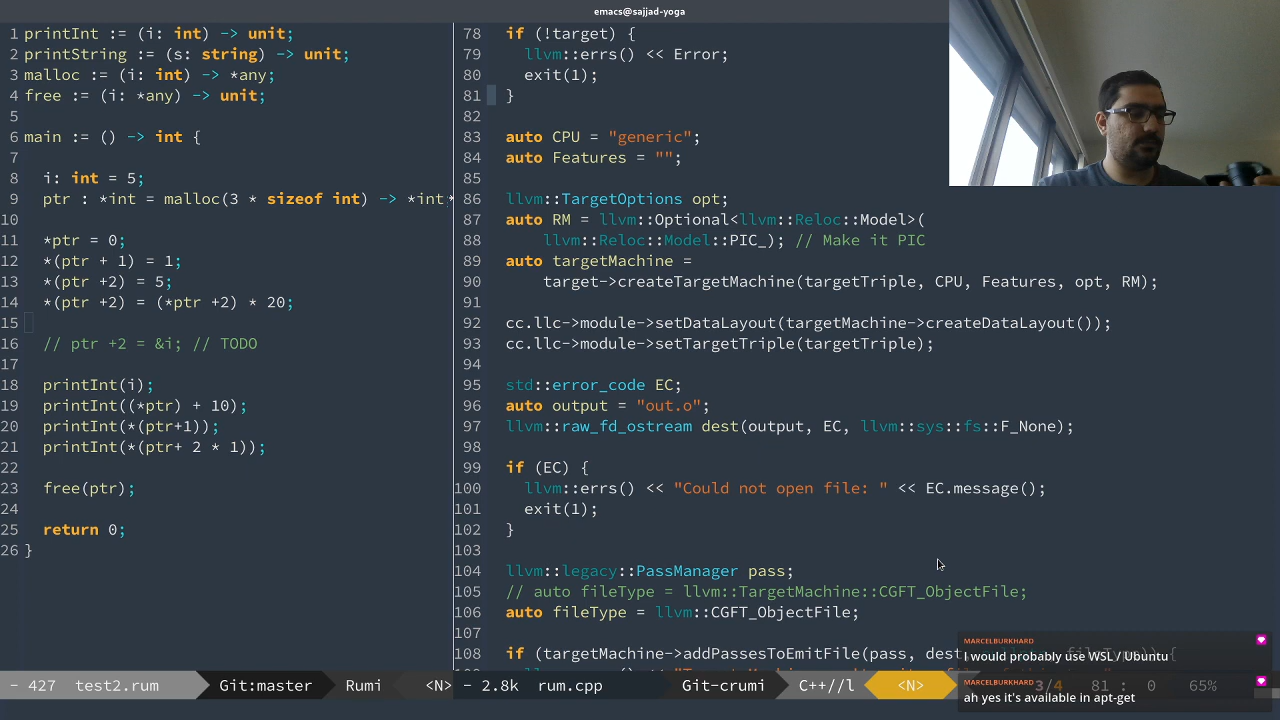 emacs@sajjad-yoga
1 printInt := (i: int) -> unit;
2 printString := (s: string) -> unit;
3 malloc := (i: int) -> *any;
4 free := (i: *any) -> unit;
5
6 main := () -> int {
7
8   i: int = 5;
9   ptr : *int = malloc(3 * sizeof int) -> *int;
10
11   *ptr = 0;
12   *(ptr + 1) = 1;
13   *(ptr +2) = 5;
14   *(ptr +2) = (*ptr +2) * 20;
15
16   // ptr +2 = &i; // TODO
17
18   printInt(i);
19   printInt((*ptr) + 10);
20   printInt(*(ptr+1));
21   printInt(*(ptr+ 2 * 1));
22
23   free(ptr);
24
25   return 0;
26 }
- 427 test2.rum Git:master Rumi <N>
78   if (!target) {
79     llvm::errs() << Error;
80     exit(1);
81   }
82
83   auto CPU = "generic";
84   auto Features = "";
85
86   llvm::TargetOptions opt;
87   auto RM = llvm::Optional<llvm::Reloc::Model>(
88       llvm::Reloc::Model::PIC_); // Make it PIC
89   auto targetMachine =
90       target->createTargetMachine(targetTriple, CPU, Features, opt, RM);
91
92   cc.llc->module->setDataLayout(targetMachine->createDataLayout());
93   cc.llc->module->setTargetTriple(targetTriple);
94
95   std::error_code EC;
96   auto output = "out.o";
97   llvm::raw_fd_ostream dest(output, EC, llvm::sys::fs::F_None);
98
99   if (EC) {
100     llvm::errs() << "Could not open file: " << EC.message();
101     exit(1);
102   }
103
104   llvm::legacy::PassManager pass;
105   // auto fileType = llvm::TargetMachine::CGFT_ObjectFile;
106   auto fileType = llvm::CGFT_ObjectFile;
107
108   if (targetMachine->addPassesToEmitFile(pass, dest
- 2.8k rum.cpp Git-crumi C++//l <N> 3/4 81 : 0 65%
MARCELBURKHARD
I would probably use WSL / Ubuntu
MARCELBURKHARD
ah yes it's available in apt-get